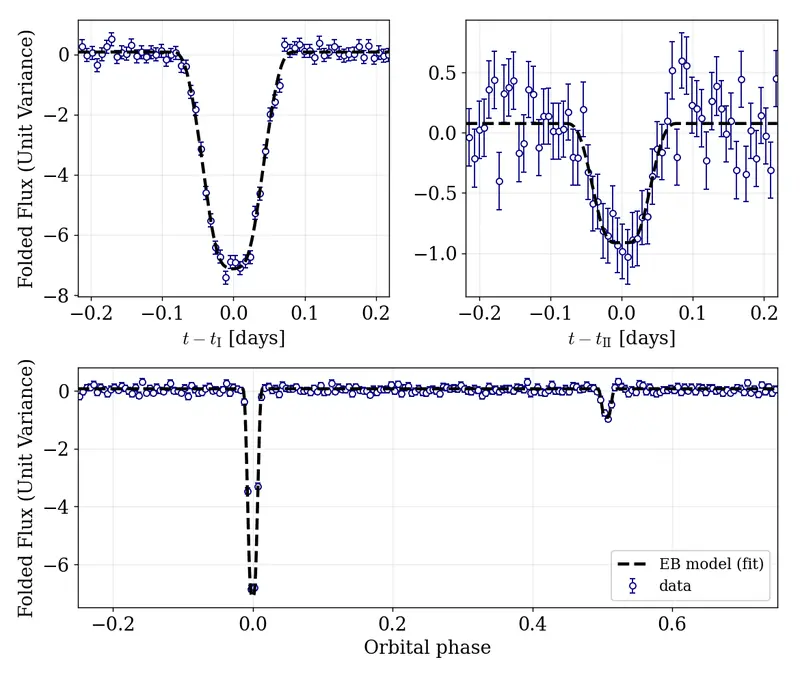 Folded Flux (Unit Variance)
0
−2
−4
−6
−8
−0.2 −0.1 0.0 0.1 0.2
t − tI [days]
0.5
0.0
−0.5
−1.0
−0.2 −0.1 0.0 0.1 0.2
t − tII [days]
Folded Flux (Unit Variance)
0
−2
−4
−6
EB model (fit)
data
−0.2 0.0 0.2 0.4 0.6
Orbital phase